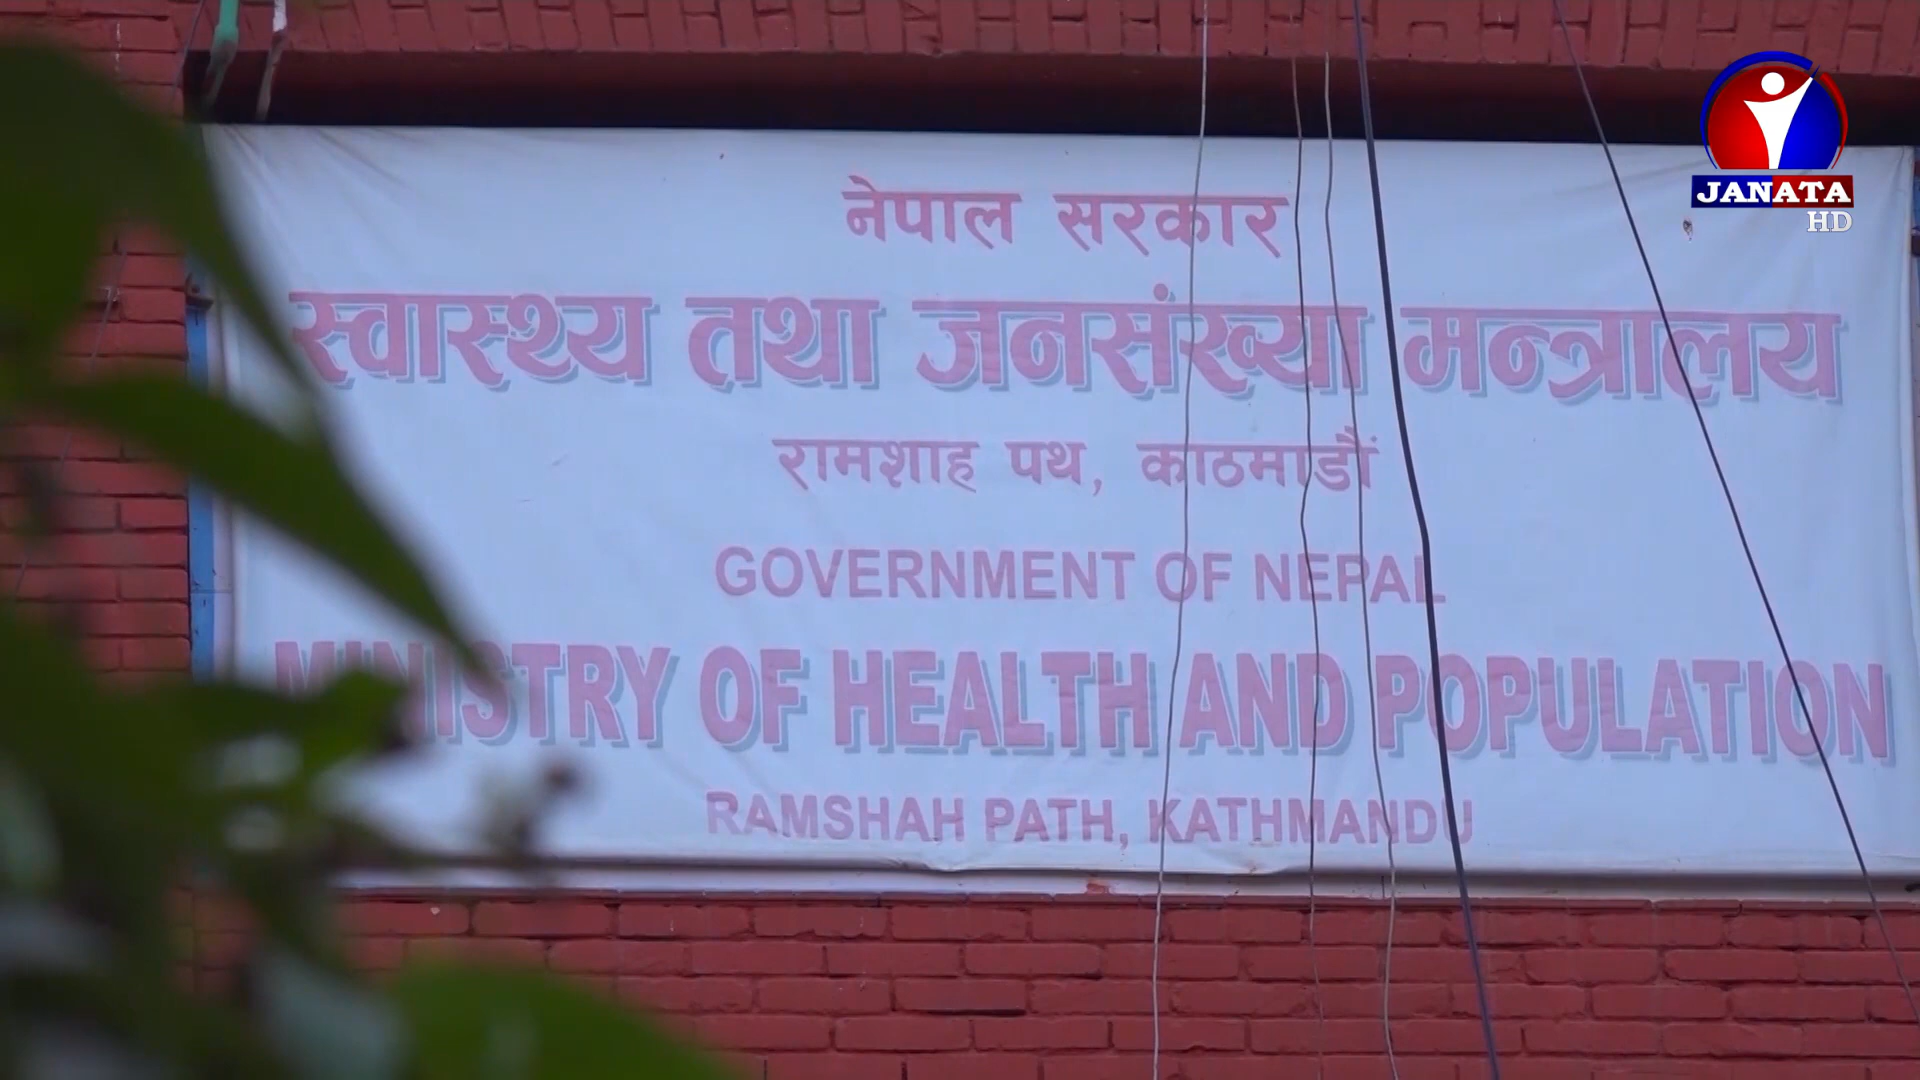 नेपाल सरकार
स्वास्थ्य तथा जनसंख्या मन्त्रालय
रामशाह पथ, काठमाडौं
GOVERNMENT OF NEPAL
MINISTRY OF HEALTH AND POPULATION
RAMSHAH PATH, KATHMANDU
JANATA
HD